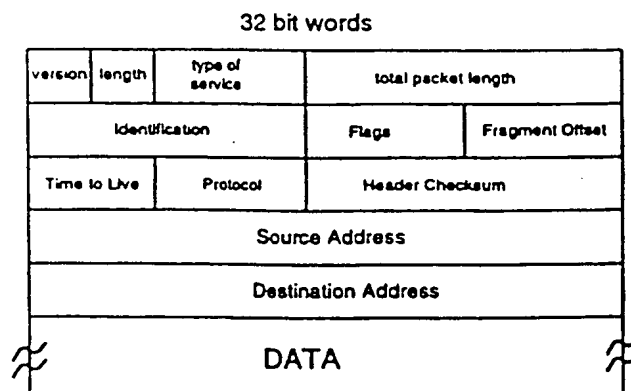 32 bit words
version length type of service total packet length
Identification Flags Fragment Offset
Time to Live Protocol Header Checksum
Source Address
Destination Address
DATA